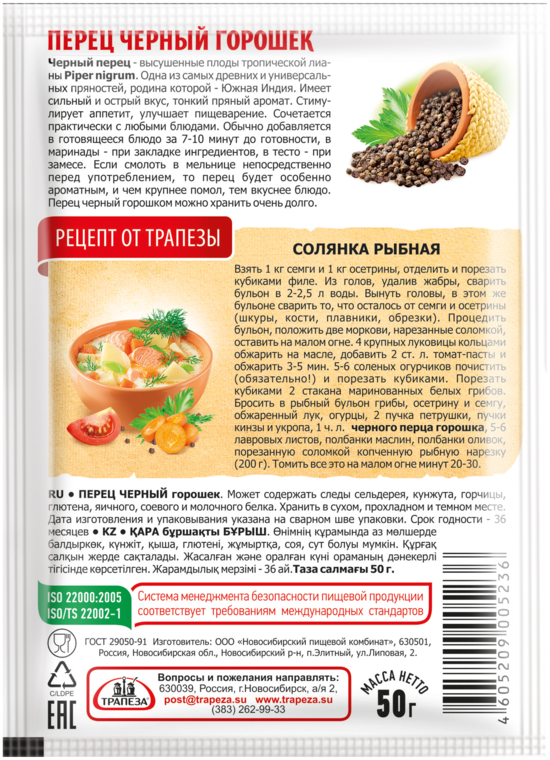 ПЕРЕЦ ЧЕРНЫЙ ГОРОШЕК
Черный перец - высушенные плоды тропической лиа-
ны Piper nigrum. Одна из самых древних и универсаль-
ных пряностей, родина которой - Южная Индия. Имеет
сильный и острый вкус, тонкий пряный аромат. Стиму-
лирует аппетит, улучшает пищеварение. Сочетается
практически с любыми блюдами. Обычно добавляется
в готовящееся блюдо за 7-10 минут до готовности, в
маринады - при закладке ингредиентов, в тесто - при
замесе. Если смолоть в мельнице непосредственно
перед употреблением, то перец будет особенно
ароматным, и чем крупнее помол, тем вкуснее блюдо.
Перец черный горошком можно хранить очень долго.
РЕЦЕПТ ОТ ТРАПЕЗЫ
СОЛЯНКА РЫБНАЯ
Взять 1 кг семги и 1 кг осетрины, отделить и порезать
кубиками филе. Из голов, удалив жабры, сварить
бульон в 2-2,5 л воды. Вынуть головы, в этом же
бульоне сварить то, что осталось от семги и осетрины
(шкуры, кости, плавники, обрезки). Процедить
бульон, положить две моркови, нарезанные соломкой,
оставить на малом огне. 4 крупных луковицы кольцами
обжарить на масле, добавить 2 ст. л. томат-пасты и
обжарить 3-5 мин. 5-6 соленых огурчиков почистить
(обязательно!) и порезать кубиками. Порезать
кубиками 2 стакана маринованных белых грибов.
Бросить в рыбный бульон грибы, осетрину и семгу,
обжаренный лук, огурцы, 2 пучка петрушки, пучки
кинзы и укропа, 1 ч. л. черного перца горошка, 5-6
лавровых листов, полбанки маслин, полбанки оливок,
порезанную соломкой копченную рыбную нарезку
(200 г). Томить все это на малом огне минут 20-30.
RU ● ПЕРЕЦ ЧЕРНЫЙ горошек. Может содержать следы сельдерея, кунжута, горчицы,
глютена, яичного, соевого и молочного белка. Хранить в сухом, прохладном и темном месте.
Дата изготовления и упаковывания указана на сварном шве упаковки. Срок годности - 36
месяцев ● KZ ● ҚАРА бұршақты БҰРЫШ. Өнімнің құрамында аз мөлшерде
балдыркөк, күнжіт, қыша, глютені, жұмыртқа, соя, сут болуы мумкін. Құрғақ
салқын жерде сақталады. Жасалған және оралған күні ораманың дәнекерлі
тігісінде көрсетілген. Жарамдылық мерзімі - 36 ай. Таза салмағы 50 г.
ISO 22000:2005
ISO/TS 22002-1
Система менеджмента безопасности пищевой продукции
соответствует требованиям международных стандартов
ГОСТ 29050-91 Изготовитель: ООО «Новосибирский пищевой комбинат», 630501,
Россия, Новосибирская обл., Новосибирский р-н, п.Элитный, ул.Липовая, 2.
C/LDPE
EAC
ТРАПЕЗА
Вопросы и пожелания направлять:
630039, Россия, г.Новосибирск, а/я 2,
post@trapeza.su www.trapeza.su
(383) 262-99-33
МАССА НЕТТО
50г
4 605209 005236